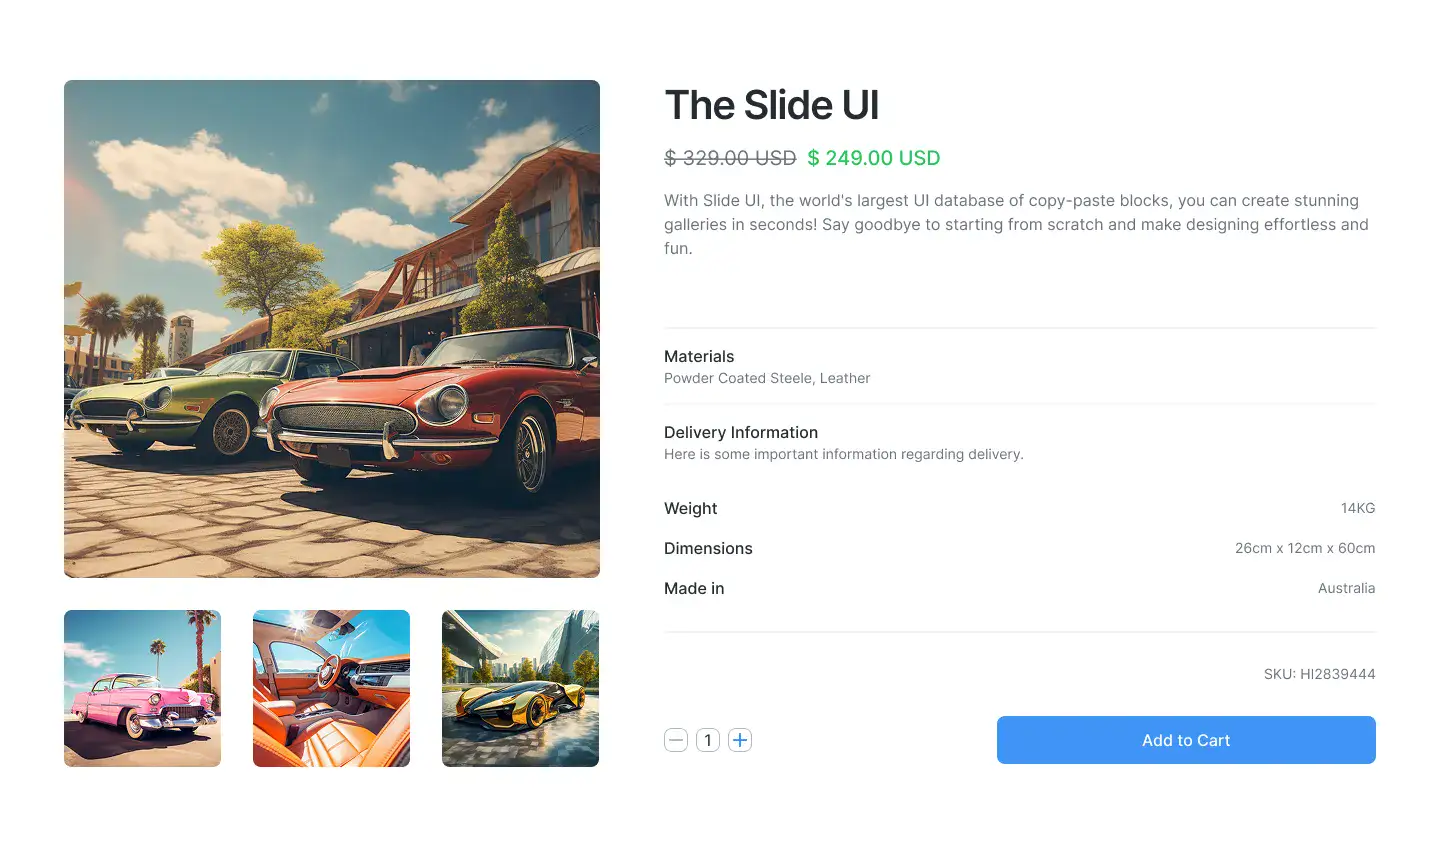 The Slide UI
$ 329.00 USD $ 249.00 USD
With Slide UI, the world's largest UI database of copy-paste blocks, you can create stunning
galleries in seconds! Say goodbye to starting from scratch and make designing effortless and
fun.
Materials
Powder Coated Steele, Leather
Delivery Information
Here is some important information regarding delivery.
Weight 14KG
Dimensions 26cm x 12cm x 60cm
Made in Australia
SKU: HI2839444
1
Add to Cart